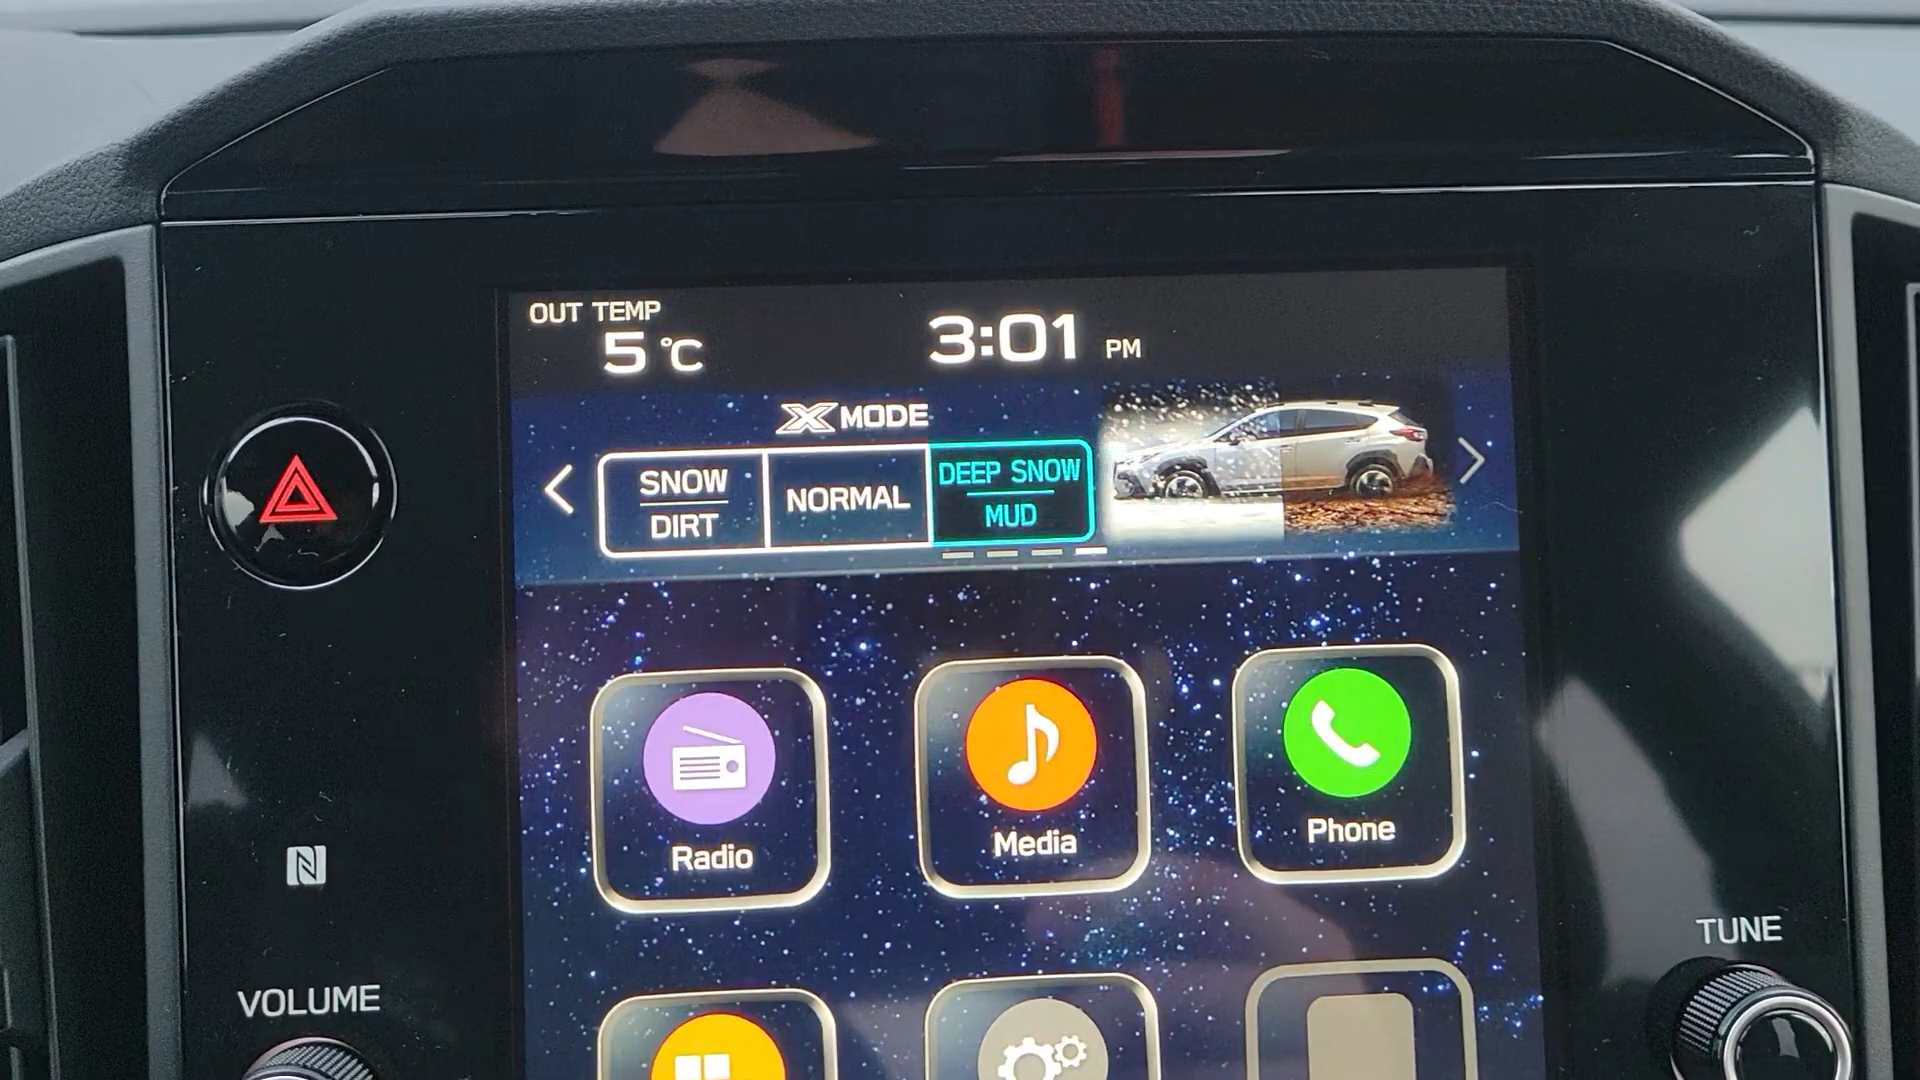 OUT TEMP
5 °C
3:01 PM
X MODE
SNOW
DIRT
NORMAL
DEEP SNOW
MUD
Radio
Media
Phone
VOLUME
TUNE